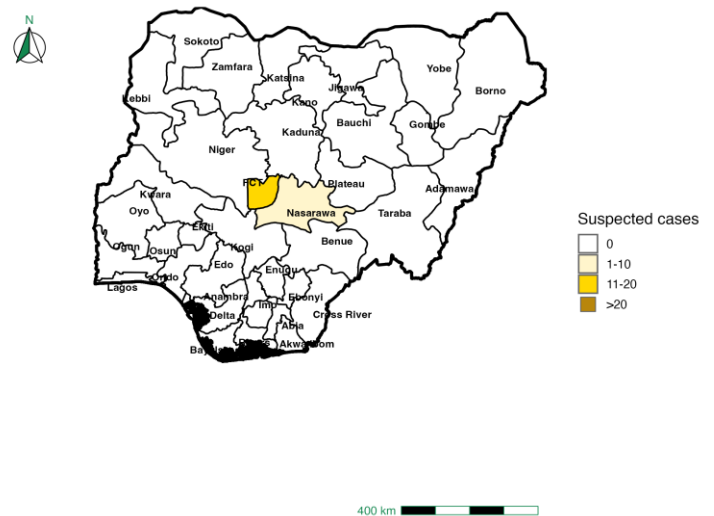 N
Sokoto
Zamfara
Katsina
Yobe
Jigawa
Borno
Kebbi
Kano
Bauchi
Gombe
Kaduna
Niger
FCT
Plateau
Adamawa
Kwara
Oyo
Nasarawa
Taraba
Ekiti
Benue
Ogun
Osun
Kogi
Edo
Enugu
Ondo
Lagos
Anambra
Ebonyi
Imo
Delta
Cross River
Abia
Akwa Ibom
Suspected cases
0
1-10
11-20
>20
400 km